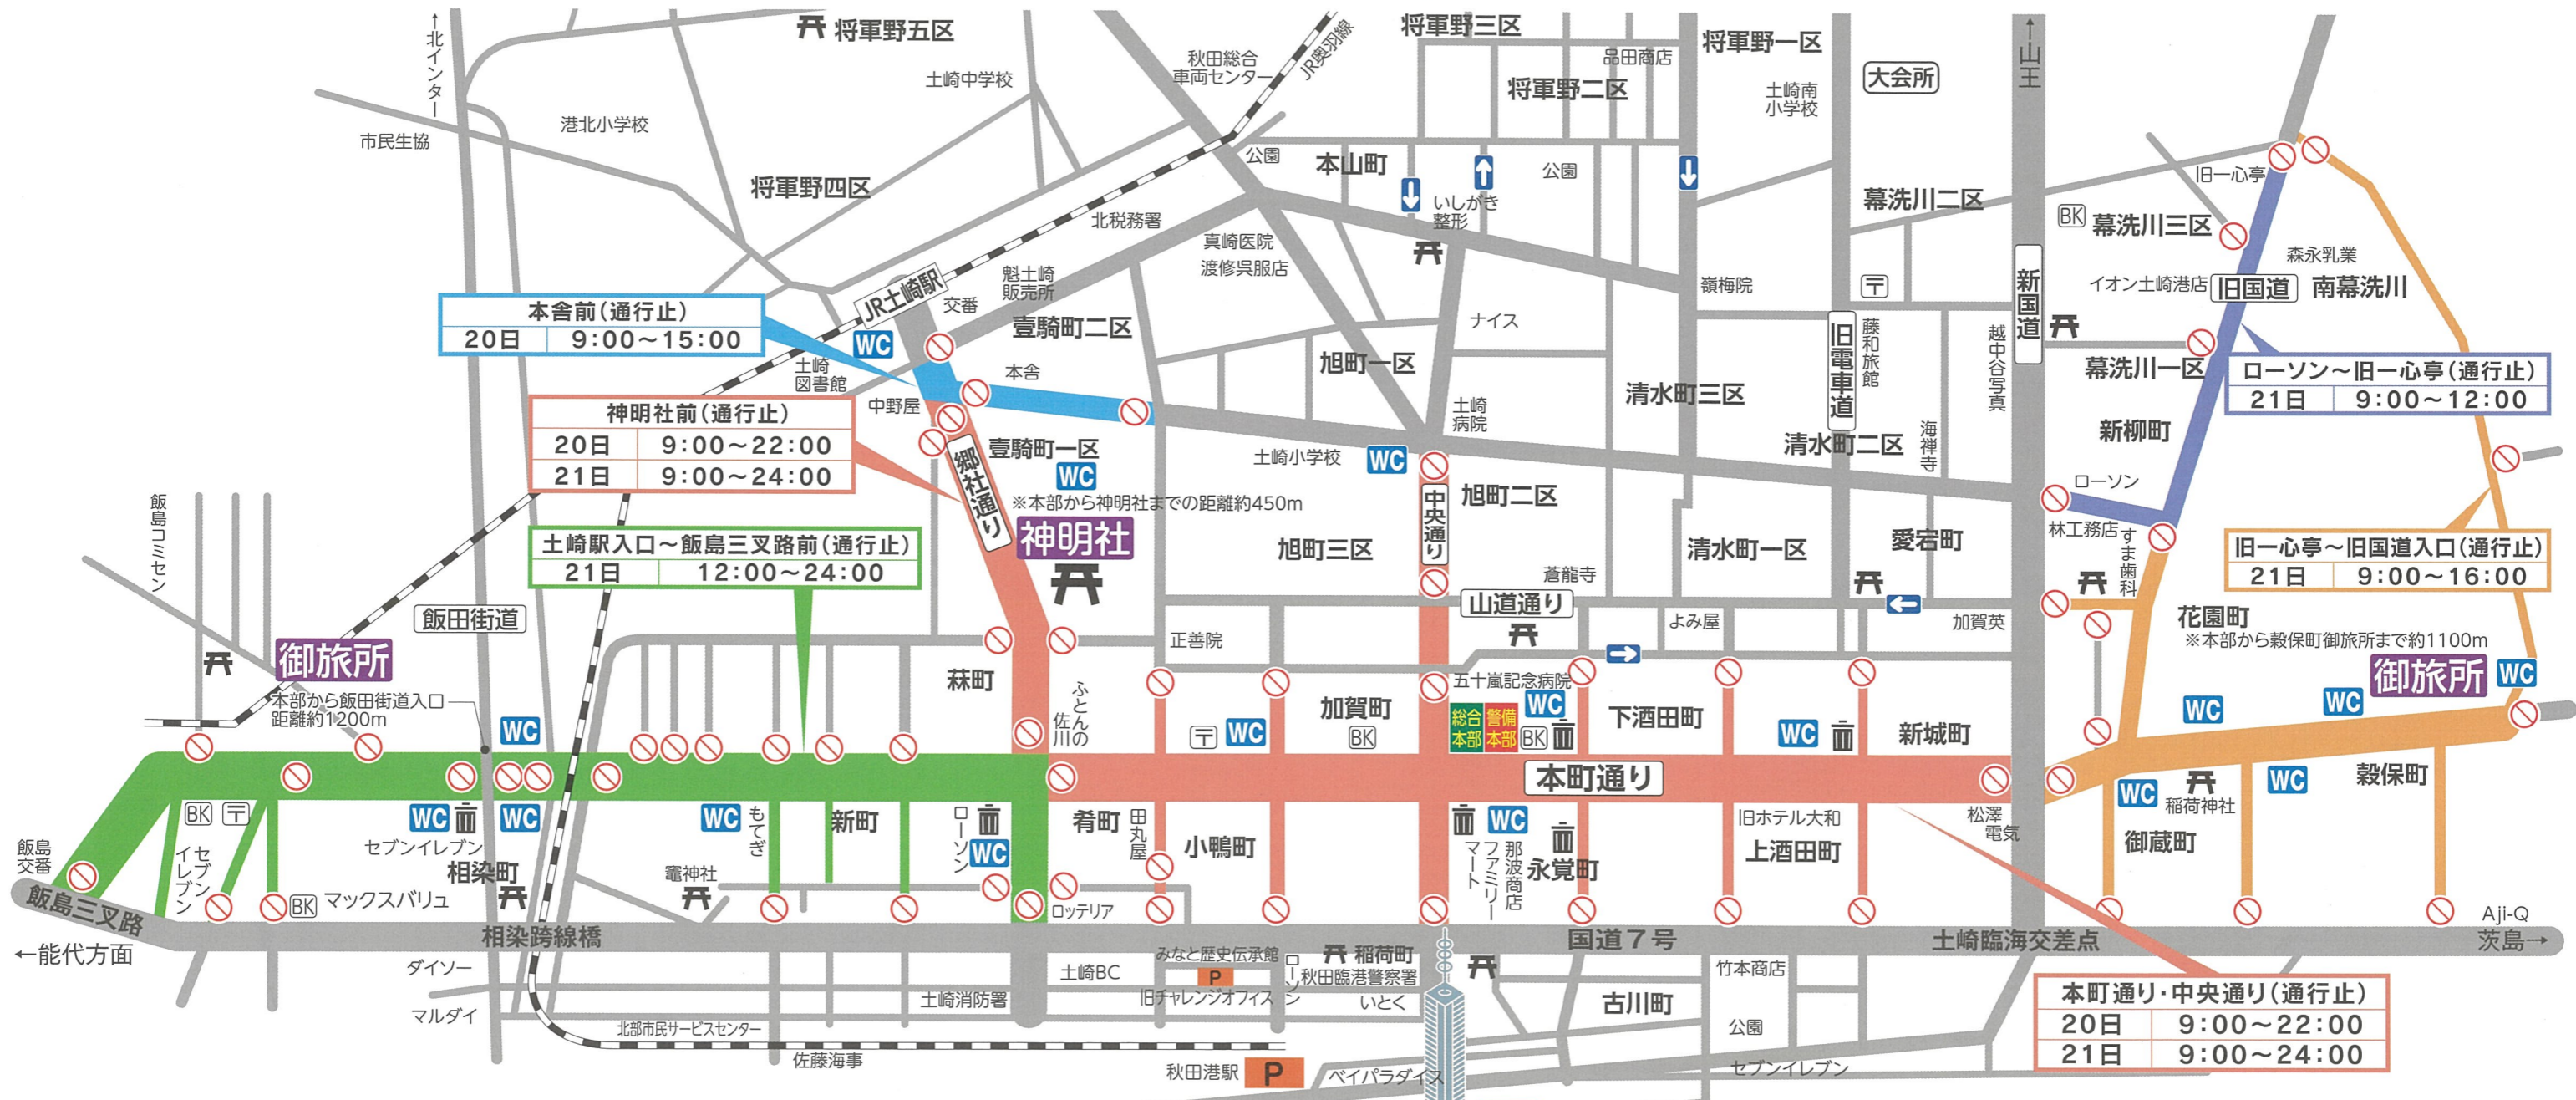 ↑北インター
将軍野五区
秋田総合
車両センター
JR奥羽線
将軍野三区
品田商店
将軍野一区
大会所
↑山王
土崎中学校
将軍野二区
土崎南
小学校
市民生協
港北小学校
公園
本山町
公園
旧一心亭
将軍野四区
いしがき
整形
幕洗川二区
BK
幕洗川三区
北税務署
真崎医院
渡修呉服店
森永乳業
JR土崎駅
交番
魁土崎
販売所
嶺梅院
〒
新国道
イオン土崎港店
旧国道
南幕洗川
本舎前(通行止)
20日 9:00～15:00
WC
壹騎町二区
ナイス
旧電車道
藤和旅館
越中谷写真
土崎
図書館
本舎
旭町一区
幕洗川一区
ローソン～旧一心亭(通行止)
21日 9:00～12:00
中野屋
清水町三区
神明社前(通行止)
20日 9:00～22:00
21日 9:00～24:00
土崎
病院
新柳町
郷社通り
壹騎町一区
WC
土崎小学校
WC
清水町二区
海禅寺
ローソン
※本部から神明社までの距離約450m
中央通り
旭町二区
飯島コミセン
神明社
旭町三区
清水町一区
愛宕町
林工務店
すま歯科
土崎駅入口～飯島三叉路前(通行止)
21日 12:00～24:00
旧一心亭～旧国道入口(通行止)
21日 9:00～16:00
蒼龍寺
飯田街道
山道通り
よみ屋
加賀英
花園町
正善院
※本部から穀保町御旅所まで約1100m
御旅所
御旅所
WC
本部から飯田街道入口
距離約1200m
菻町
ふとんの
佐川
加賀町
五十嵐記念病院
WC
下酒田町
WC
WC
WC
〒
WC
BK
総合
本部
警備
本部
BK
WC
新城町
本町通り
穀保町
BK
〒
WC
WC
WC
もてぎ
新町
ローソン
WC
肴町
田丸屋
小鴨町
WC
旧ホテル大和
松澤
電気
WC
稲荷神社
WC
飯島
交番
セブン
イレブン
セブンイレブン
相染町
竈神社
ファミリー
マート
那波商店
永覚町
上酒田町
御蔵町
BK
マックスバリュ
ロッテリア
Aji-Q
飯島三叉路
相染跨線橋
国道7号
土崎臨海交差点
茨島→
←能代方面
ダイソー
土崎BC
みなと歴史伝承館
P
旧チャレンジオフィス
ローソン
稲荷町
秋田臨港警察署
いとく
竹本商店
本町通り・中央通り(通行止)
20日 9:00～22:00
21日 9:00～24:00
マルダイ
土崎消防署
古川町
北部市民サービスセンター
公園
佐藤海事
秋田港駅
P
ベイパラダイス
セブンイレブン